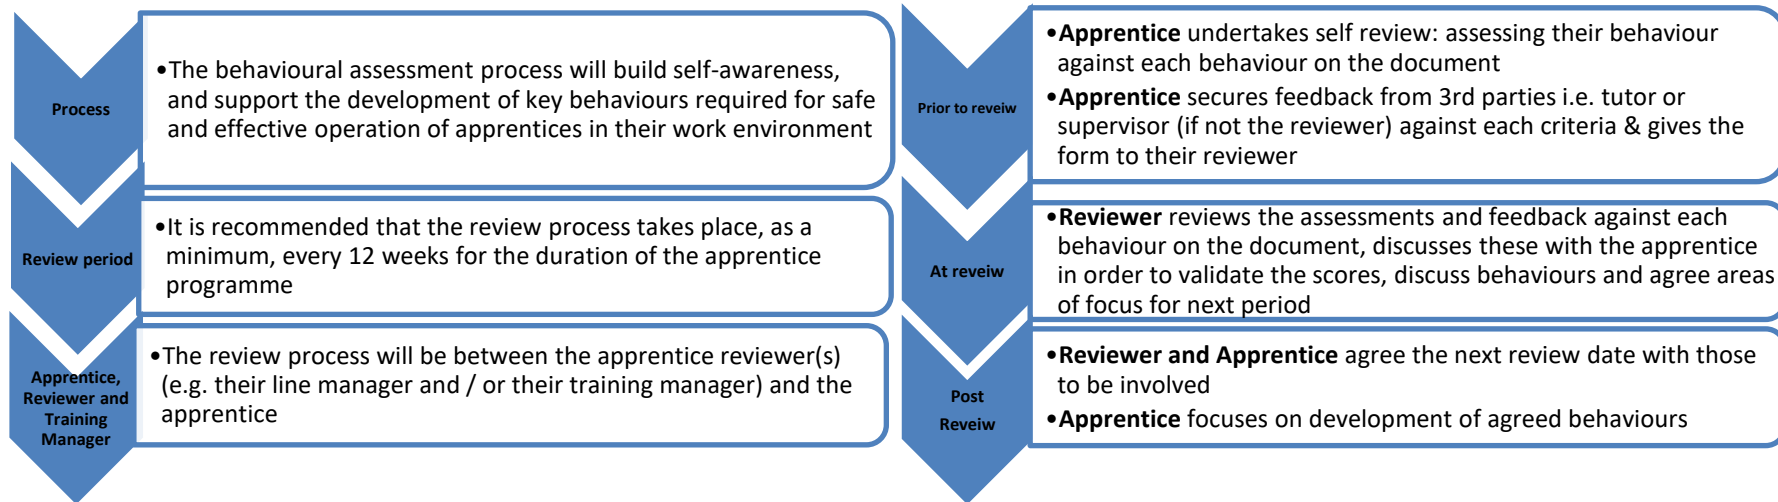 Process
•The behavioural assessment process will build self-awareness,
and support the development of key behaviours required for safe
and effective operation of apprentices in their work environment
Review period
•It is recommended that the review process takes place, as a
minimum, every 12 weeks for the duration of the apprentice
programme
Apprentice,
Reviewer and
Training
Manager
•The review process will be between the apprentice reviewer(s)
(e.g. their line manager and / or their training manager) and the
apprentice
Prior to reveiw
•Apprentice undertakes self review: assessing their behaviour
against each behaviour on the document
•Apprentice secures feedback from 3rd parties i.e. tutor or
supervisor (if not the reviewer) against each criteria & gives the
form to their reviewer
At reveiw
•Reviewer reviews the assessments and feedback against each
behaviour on the document, discusses these with the apprentice
in order to validate the scores, discuss behaviours and agree areas
of focus for next period
Post
Reveiw
•Reviewer and Apprentice agree the next review date with those
to be involved
•Apprentice focuses on development of agreed behaviours